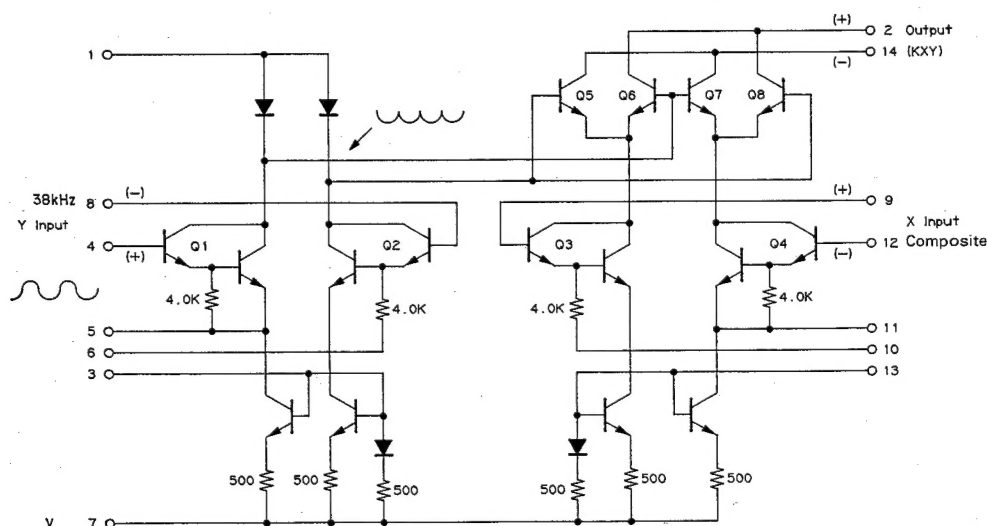 (+)
2 Output
1
14 (KXY)
(-)
Q5 Q6 Q7 Q8
38kHz
8 (-)
(+) 9
Y Input
X Input
4 (+) Q1 Q2 Q3 Q4 (-) 12 Composite
4.0K 4.0K 4.0K 4.0K
5
11
6
10
3
13
500 500 500 500 500 500
V 7